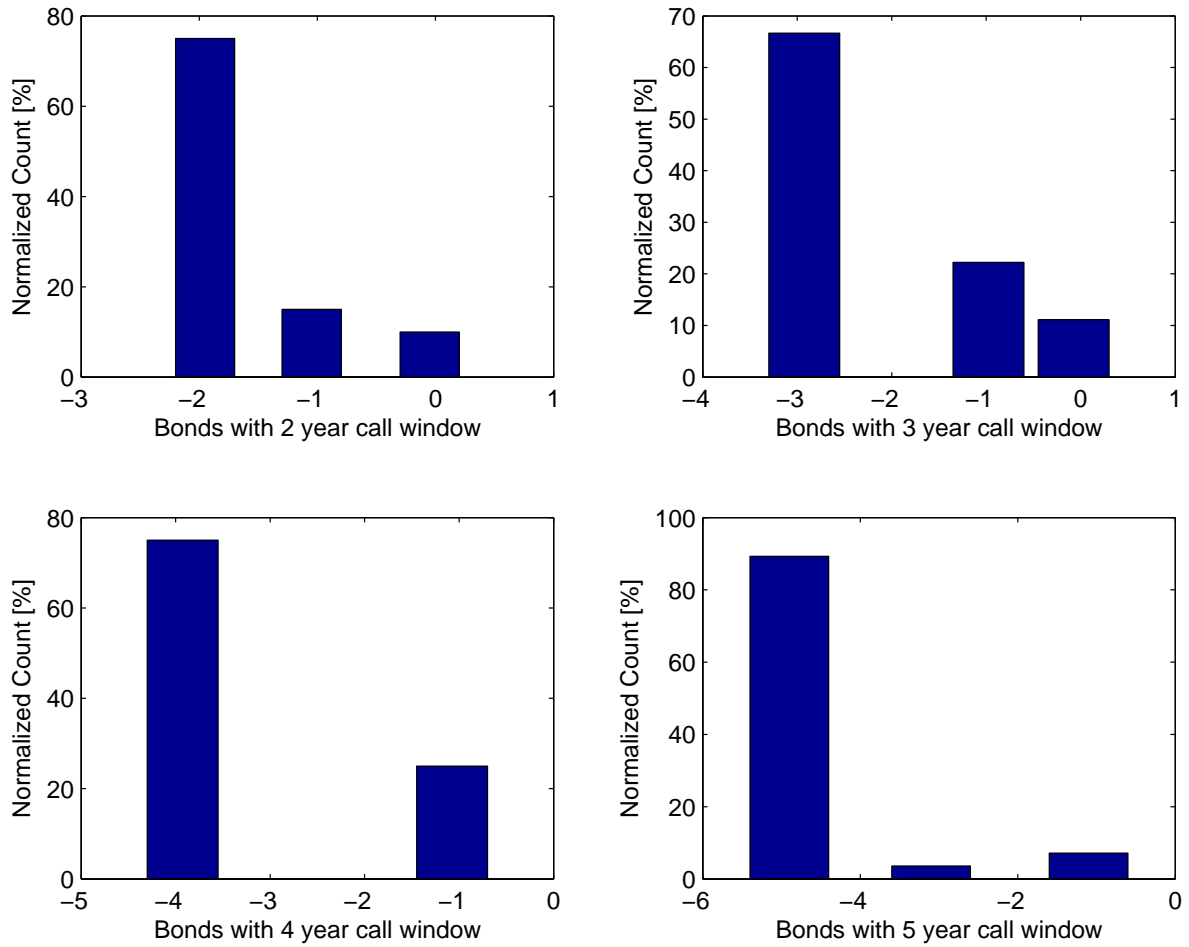 80
60
40
20
0
Normalized Count [%]
−3 −2 −1 0 1
Bonds with 2 year call window
70
60
50
40
30
20
10
0
Normalized Count [%]
−4 −3 −2 −1 0 1
Bonds with 3 year call window
80
60
40
20
0
Normalized Count [%]
−5 −4 −3 −2 −1 0
Bonds with 4 year call window
100
80
60
40
20
0
Normalized Count [%]
−6 −4 −2 0
Bonds with 5 year call window